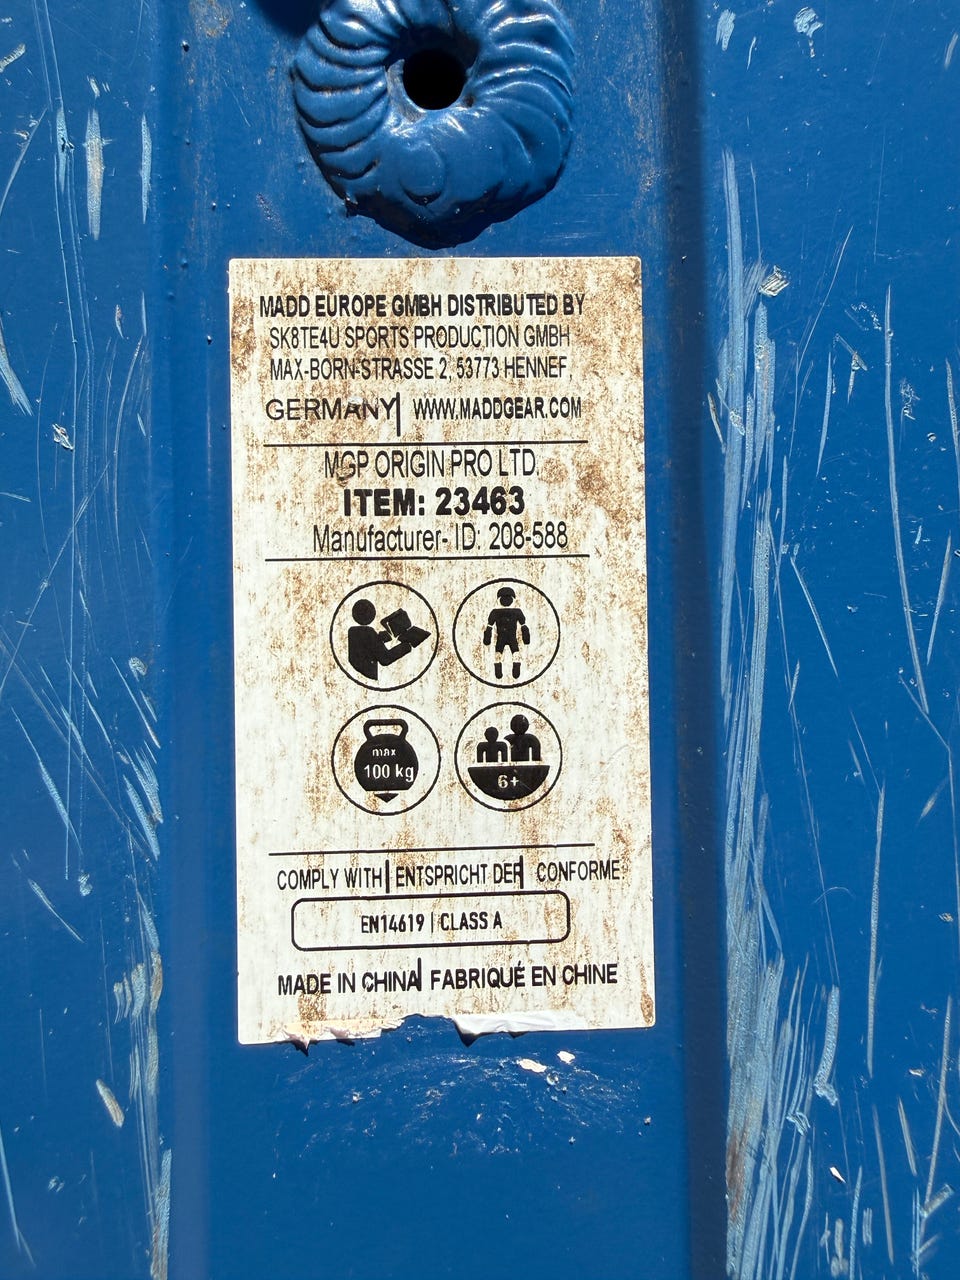 MADD EUROPE GMBH DISTRIBUTED BY
SK8TE4U SPORTS PRODUCTION GMBH
MAX-BORN-STRASSE 2, 53773 HENNEF,
GERMANY| WWW.MADDGEAR.COM
MGP ORIGIN PRO LTD.
ITEM: 23463
Manufacturer- ID: 208-588
max
100 kg
6+
COMPLY WITH| ENTSPRICHT DER| CONFORME:
EN14619 | CLASS A
MADE IN CHINA| FABRIQUÉ EN CHINE